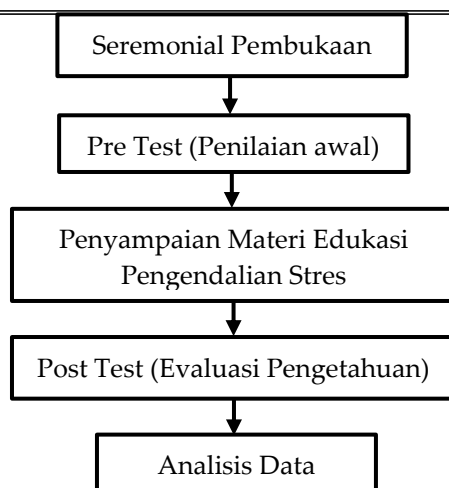 Seremonial Pembukaan
Pre Test (Penilaian awal)
Penyampaian Materi Edukasi
Pengendalian Stres
Post Test (Evaluasi Pengetahuan)
Analisis Data